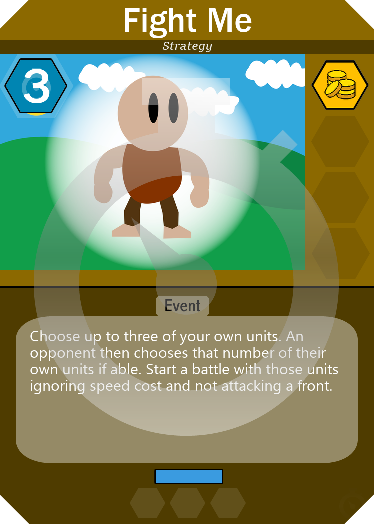 Fight Me
Strategy
3
Event
Choose up to three of your own units. An
opponent then chooses that number of their
own units if able. Start a battle with those units
ignoring speed cost and not attacking a front.